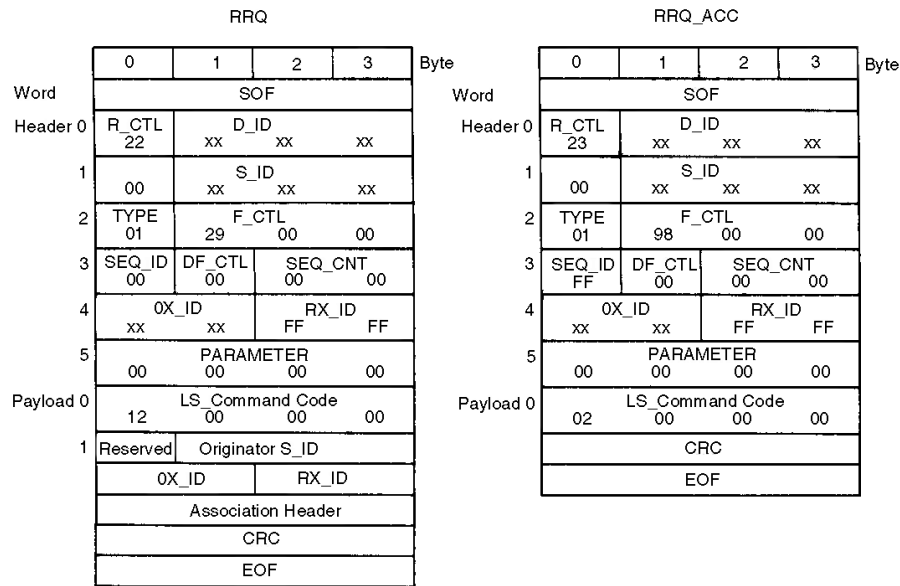 RRQ
0 1 2 3 Byte
Word SOF
Header 0 R_CTL D_ID
22 xx xx xx
1 S_ID
00 xx xx xx
2 TYPE F_CTL
01 29 00 00
3 SEQ_ID DF_CTL SEQ_CNT
00 00 00 00
4 0X_ID RX_ID
xx xx FF FF
5 PARAMETER
00 00 00 00
Payload 0 LS_Command Code
12 00 00 00
1 Reserved Originator S_ID
0X_ID RX_ID
Association Header
CRC
EOF
RRQ_ACC
0 1 2 3 Byte
Word SOF
Header 0 R_CTL D_ID
23 xx xx xx
1 S_ID
00 xx xx xx
2 TYPE F_CTL
01 98 00 00
3 SEQ_ID DF_CTL SEQ_CNT
FF 00 00 00
4 0X_ID RX_ID
xx xx FF FF
5 PARAMETER
00 00 00 00
Payload 0 LS_Command Code
02 00 00 00
CRC
EOF